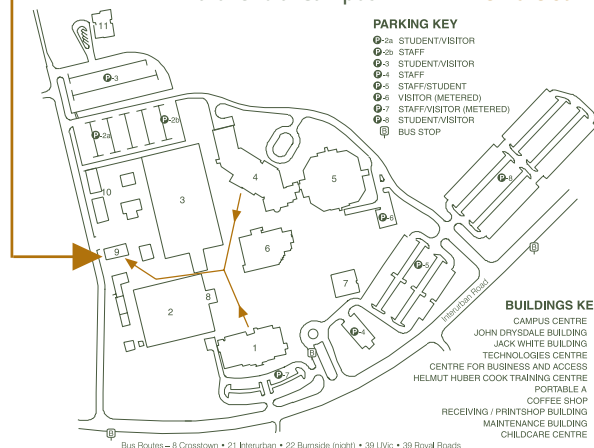 PARKING KEY
P-2a STUDENT/VISITOR
P-2b STAFF
P-3 STUDENT/VISITOR
P-4 STAFF
P-5 STAFF/STUDENT
P-6 VISITOR (METERED)
P-7 STAFF/VISITOR (METERED)
P-8 STUDENT/VISITOR
B BUS STOP
11
P-3
P-2b
P-2a
4
5
P-8
10
3
P-6
9
6
B
P-5
7
8
2
Interurban Road
P-4
1
B
P-7
B
BUILDINGS KE
CAMPUS CENTRE
JOHN DRYSDALE BUILDING
JACK WHITE BUILDING
TECHNOLOGIES CENTRE
CENTRE FOR BUSINESS AND ACCESS
HELMUT HUBER COOK TRAINING CENTRE
PORTABLE A
COFFEE SHOP
RECEIVING / PRINTSHOP BUILDING
MAINTENANCE BUILDING
CHILDCARE CENTRE
Bus Routes – 8 Crosstown • 21 Interurban • 22 Burnside (night) • 39 UVic • 39 Royal Roads